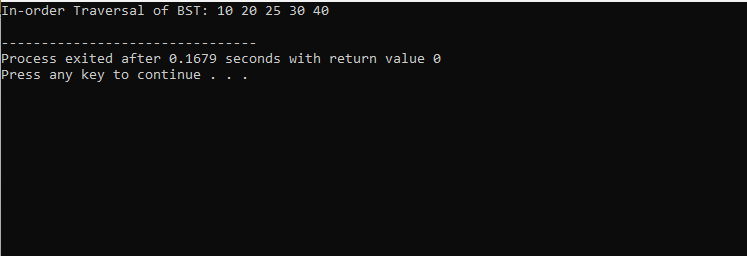 In-order Traversal of BST: 10 20 25 30 40
--------------------------------
Process exited after 0.1679 seconds with return value 0
Press any key to continue . . .